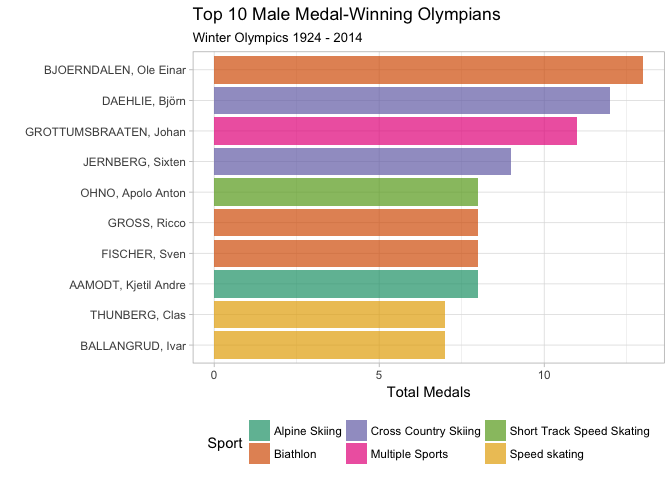 Top 10 Male Medal-Winning Olympians
Winter Olympics 1924 - 2014
BJOERNDALEN, Ole Einar
DAEHLIE, Björn
GROTTUMSBRAATEN, Johan
JERNBERG, Sixten
OHNO, Apolo Anton
GROSS, Ricco
FISCHER, Sven
AAMODT, Kjetil Andre
THUNBERG, Clas
BALLANGRUD, Ivar
0 5 10
Total Medals
Sport
Alpine Skiing Cross Country Skiing Short Track Speed Skating
Biathlon Multiple Sports Speed skating